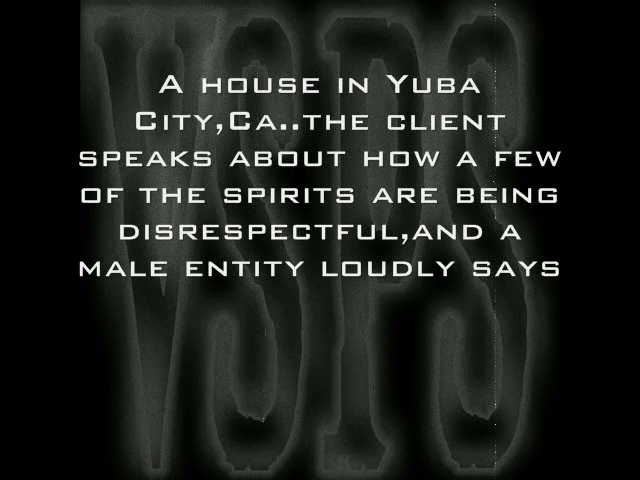 A house in Yuba
City,Ca..the client
speaks about how a few
of the spirits are being
disrespectful,and a
male entity loudly says
VSPS